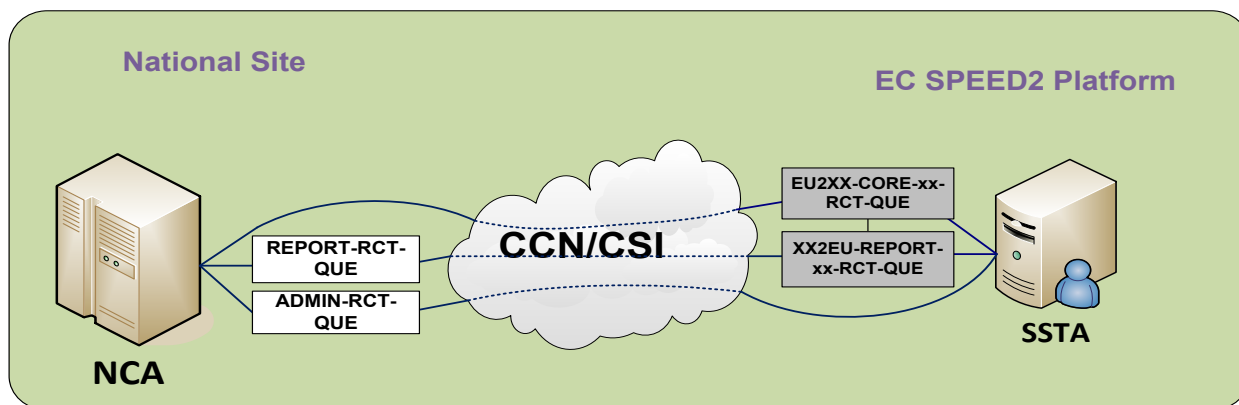 National Site
EC SPEED2 Platform
EU2XX-CORE-xx-
RCT-QUE
REPORT-RCT-
QUE
CCN/CSI
XX2EU-REPORT-
xx-RCT-QUE
ADMIN-RCT-
QUE
NCA
SSTA